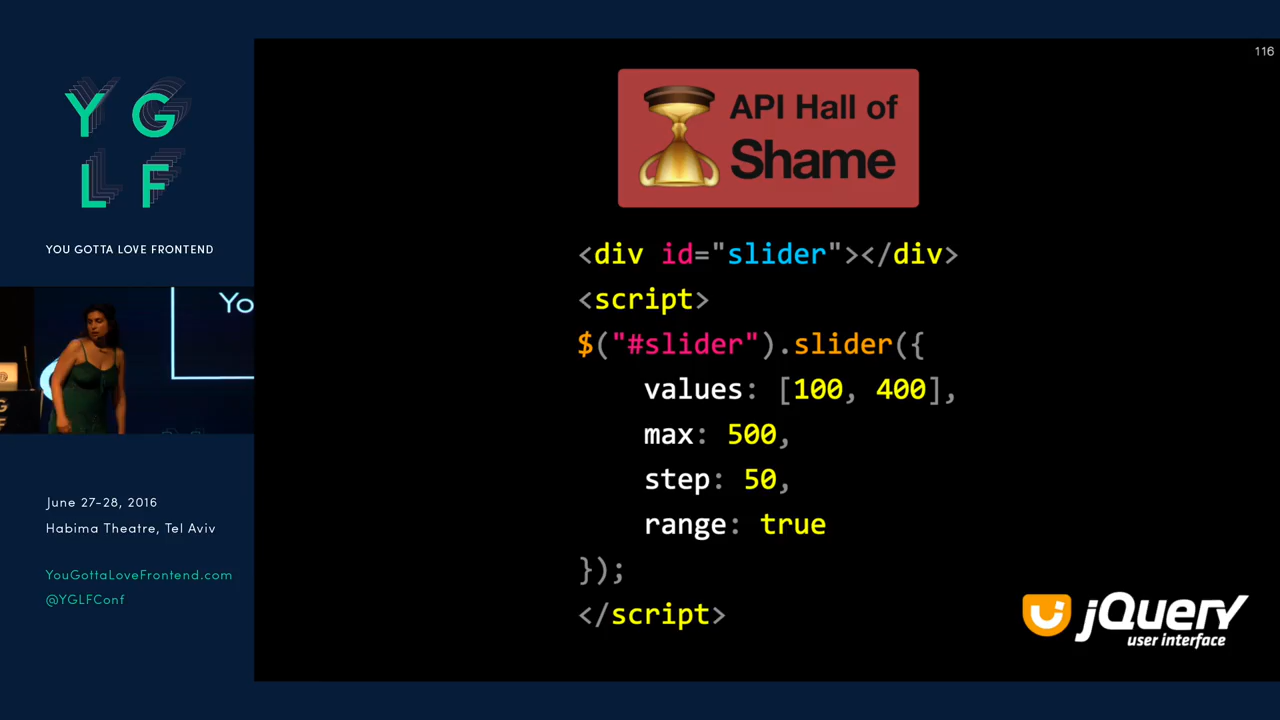 116
Y G
L F
YOU GOTTA LOVE FRONTEND
Yo
G
June 27-28, 2016
Habima Theatre, Tel Aviv
YouGottaLoveFrontend.com
@YGLFConf
API Hall of
Shame
<div id="slider"></div>
<script>
$("#slider").slider({
    values: [100, 400],
    max: 500,
    step: 50,
    range: true
});
</script>
jQuery
user interface